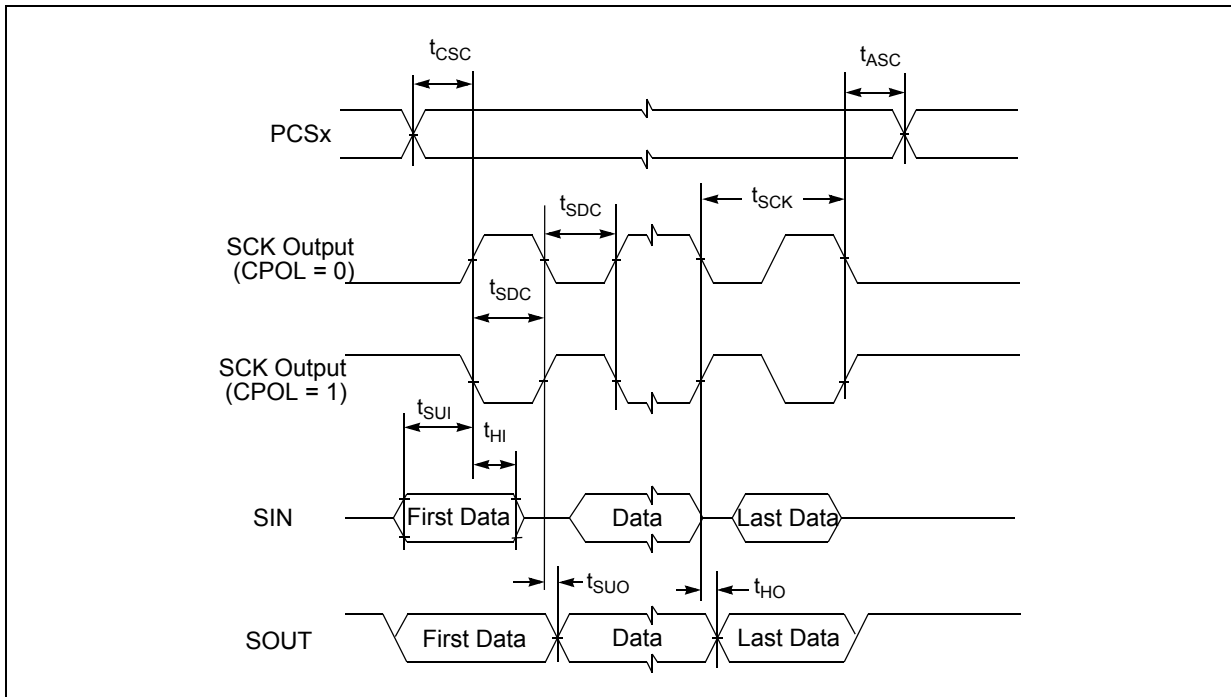 tCSC
tASC
PCSx
tSCK
tSDC
SCK Output
(CPOL = 0)
tSDC
SCK Output
(CPOL = 1)
tSUI
tHI
SIN
First Data
Data
Last Data
tSUO
tHO
SOUT
First Data
Data
Last Data